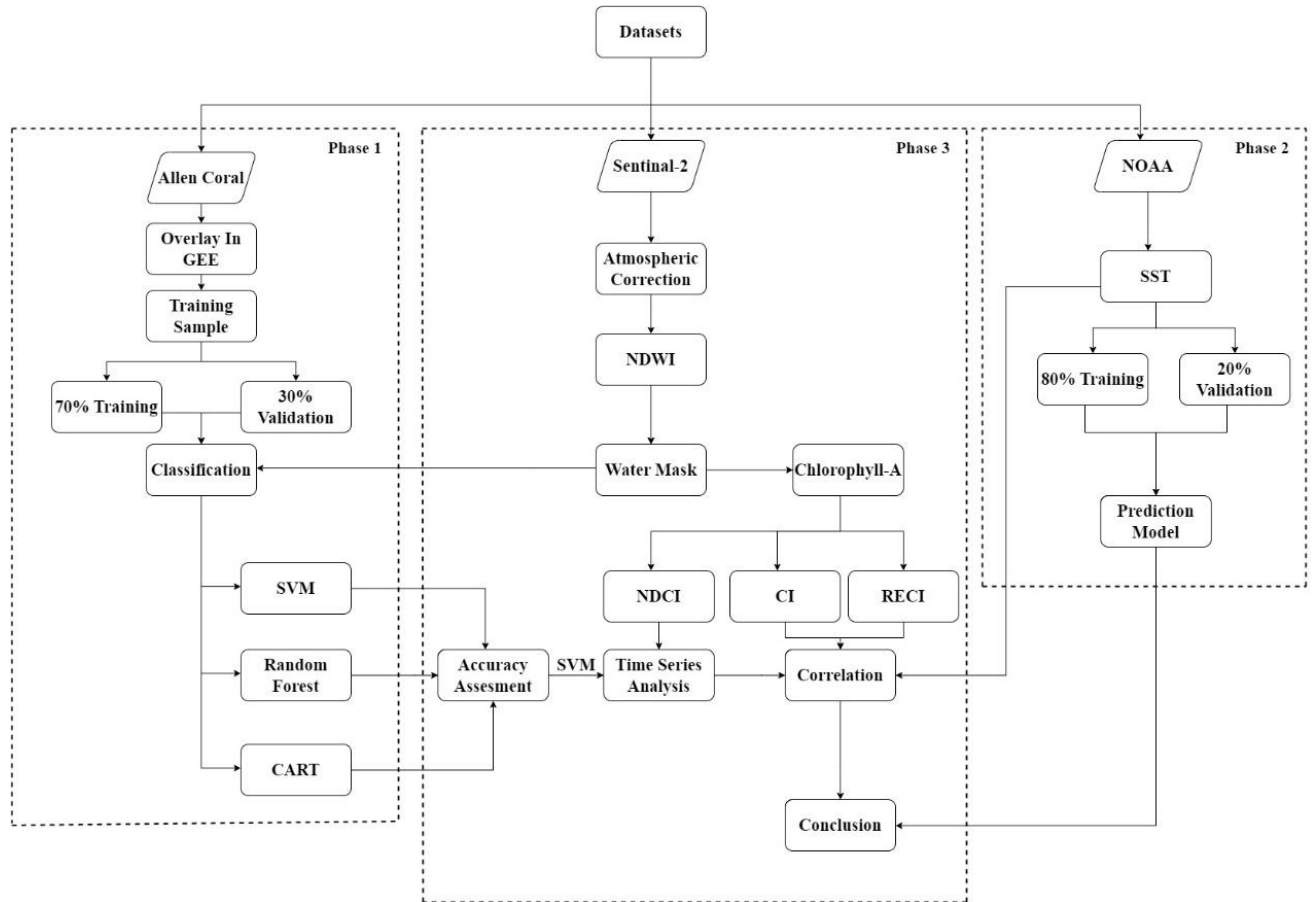 Datasets
Phase 1
Allen Coral
Overlay In
GEE
Training
Sample
70% Training
30%
Validation
Classification
SVM
Random
Forest
CART
Phase 3
Sentinal-2
Atmospheric
Correction
NDWI
Water Mask
Chlorophyll-A
NDCI
CI
RECI
Accuracy
Assesment
SVM
Time Series
Analysis
Correlation
Conclusion
Phase 2
NOAA
SST
80% Training
20%
Validation
Prediction
Model